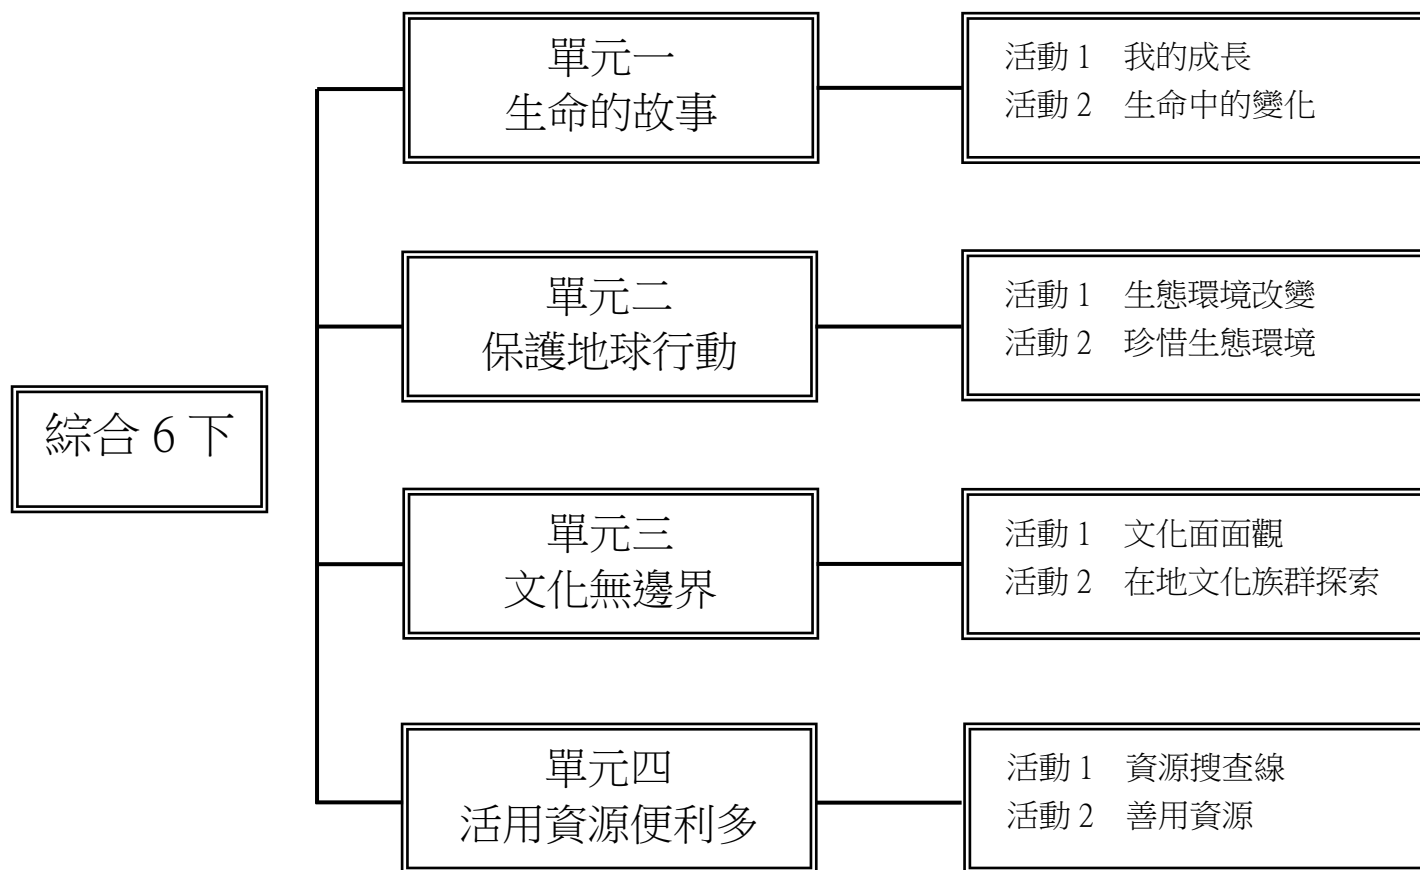 單元一
生命的故事
活動 1　我的成長
活動 2　生命中的變化
單元二
保護地球行動
活動 1　生態環境改變
活動 2　珍惜生態環境
綜合 6 下
單元三
文化無邊界
活動 1　文化面面觀
活動 2　在地文化族群探索
單元四
活用資源便利多
活動 1　資源搜查線
活動 2　善用資源